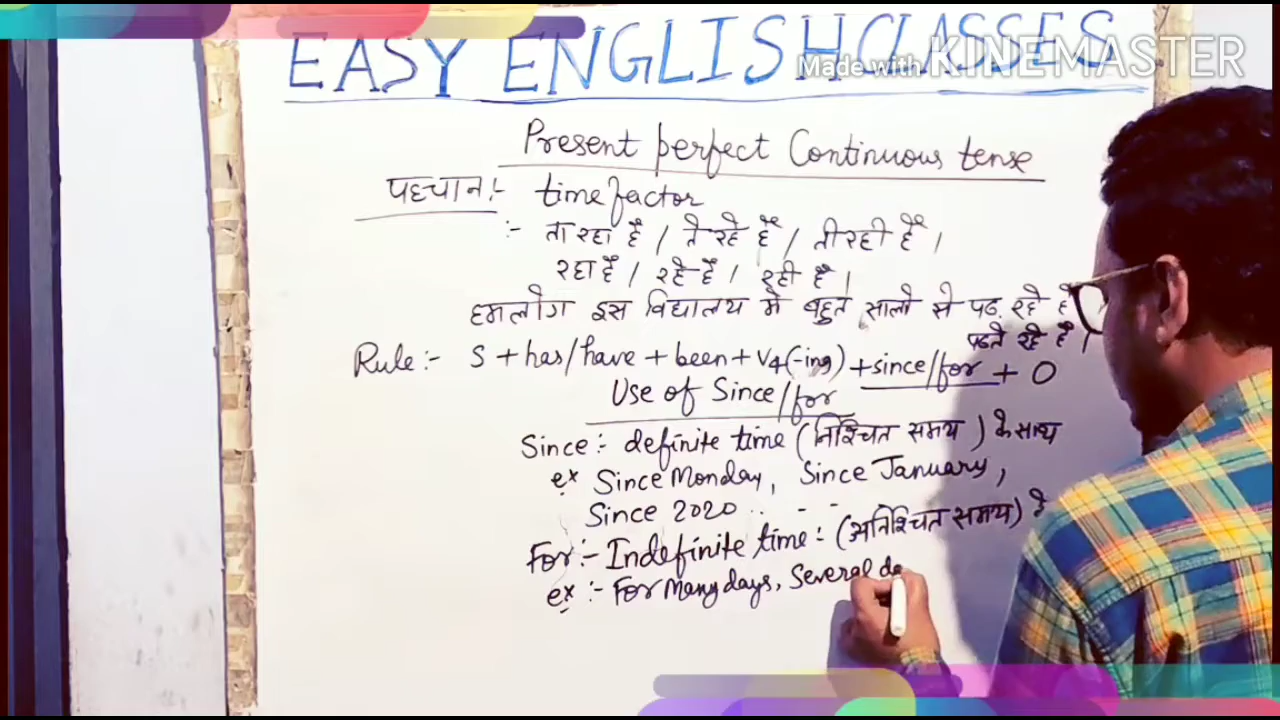 EASY ENGLISH CLASSES
Made with KINEMASTER
Present perfect Continuous tense
पहचान :- time factor
:- ता रहा है / ते रहे हैं / ती रही है ।
रहा है । रहे हैं । रही है ।
हमलोग इस विद्यालय में बहुत सालो से पढ़ रहे
पढते रहे हैं ।
Rule :- S + has/have + been + V4(-ing) + since/for + O
Use of Since/for
Since :- definite time (निश्चित समय) के साथ
ex Since Monday, Since January,
Since 2020 .. - -
For :- Indefinite time :- (अनिश्चित समय) के
ex :- For Many days, Several da